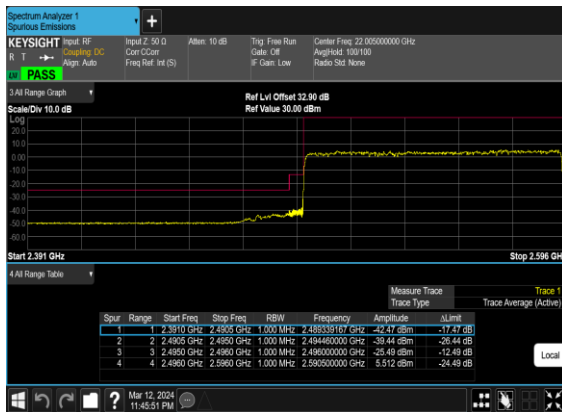 Spectrum Analyzer 1
Spurious Emissions
KEYSIGHT Input: RF Input Z: 50 Ω Atten: 10 dB Trig: Free Run Center Freq: 22.005000000 GHz
R T Coupling: DC Corr CCorr Gate: Off Avg|Hold: 100/100
Align: Auto Freq Ref: Int (S) IF Gain: Low Radio Std: None
PASS
3 All Range Graph
Ref Lvl Offset 32.90 dB
Scale/Div 10.0 dB Ref Value 30.00 dBm
Log
20.0
10.0
0.00
-10.0
-20.0
-30.0
-40.0
-50.0
-60.0
Start 2.391 GHz Stop 2.596 GH
4 All Range Table
Measure Trace Trace 1
Trace Type Trace Average (Active)
Spur Range Start Freq Stop Freq RBW Frequency Amplitude ΔLimit
1 1 2.3910 GHz 2.4905 GHz 1.000 MHz 2.489339167 GHz -42.47 dBm -17.47 dB
2 2 2.4905 GHz 2.4950 GHz 1.000 MHz 2.494460000 GHz -39.44 dBm -26.44 dB
3 3 2.4950 GHz 2.4960 GHz 1.000 MHz 2.496000000 GHz -25.49 dBm -12.49 dB
4 4 2.4960 GHz 2.5960 GHz 1.000 MHz 2.590500000 GHz 5.512 dBm -24.49 dB
Local
?
Mar 12, 2024
11:45:51 PM